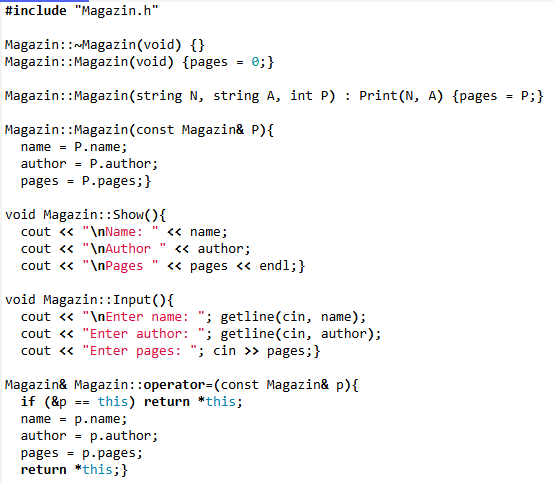 #include "Magazin.h"
Magazin::~Magazin(void) {}
Magazin::Magazin(void) {pages = 0;}
Magazin::Magazin(string N, string A, int P) : Print(N, A) {pages = P;}
Magazin::Magazin(const Magazin& P){
name = P.name;
author = P.author;
pages = P.pages;}
void Magazin::Show(){
cout << "\nName: " << name;
cout << "\nAuthor " << author;
cout << "\nPages " << pages << endl;}
void Magazin::Input(){
cout << "\nEnter name: "; getline(cin, name);
cout << "Enter author: "; getline(cin, author);
cout << "Enter pages: "; cin >> pages;}
Magazin& Magazin::operator=(const Magazin& p){
if (&p == this) return *this;
name = p.name;
author = p.author;
pages = p.pages;
return *this;}